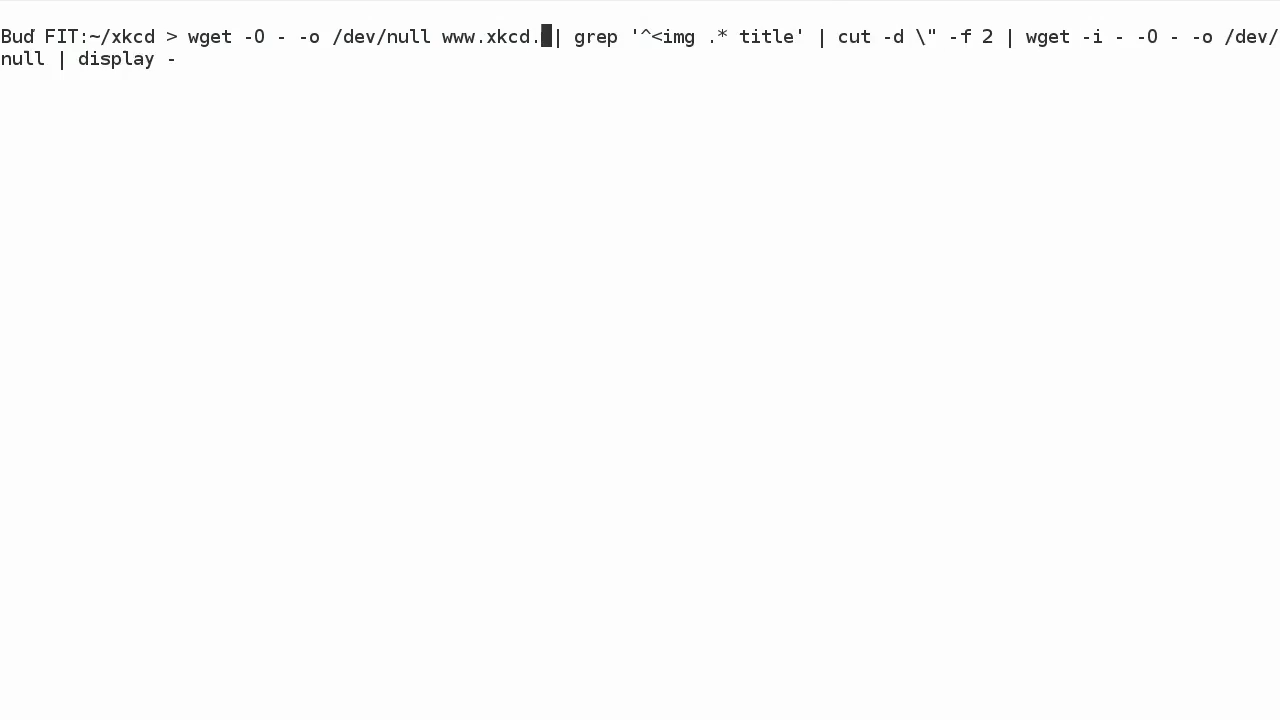 Buď FIT:~/xkcd > wget -O - -o /dev/null www.xkcd. | grep '^<img .* title' | cut -d \" -f 2 | wget -i - -O - -o /dev/
null | display -